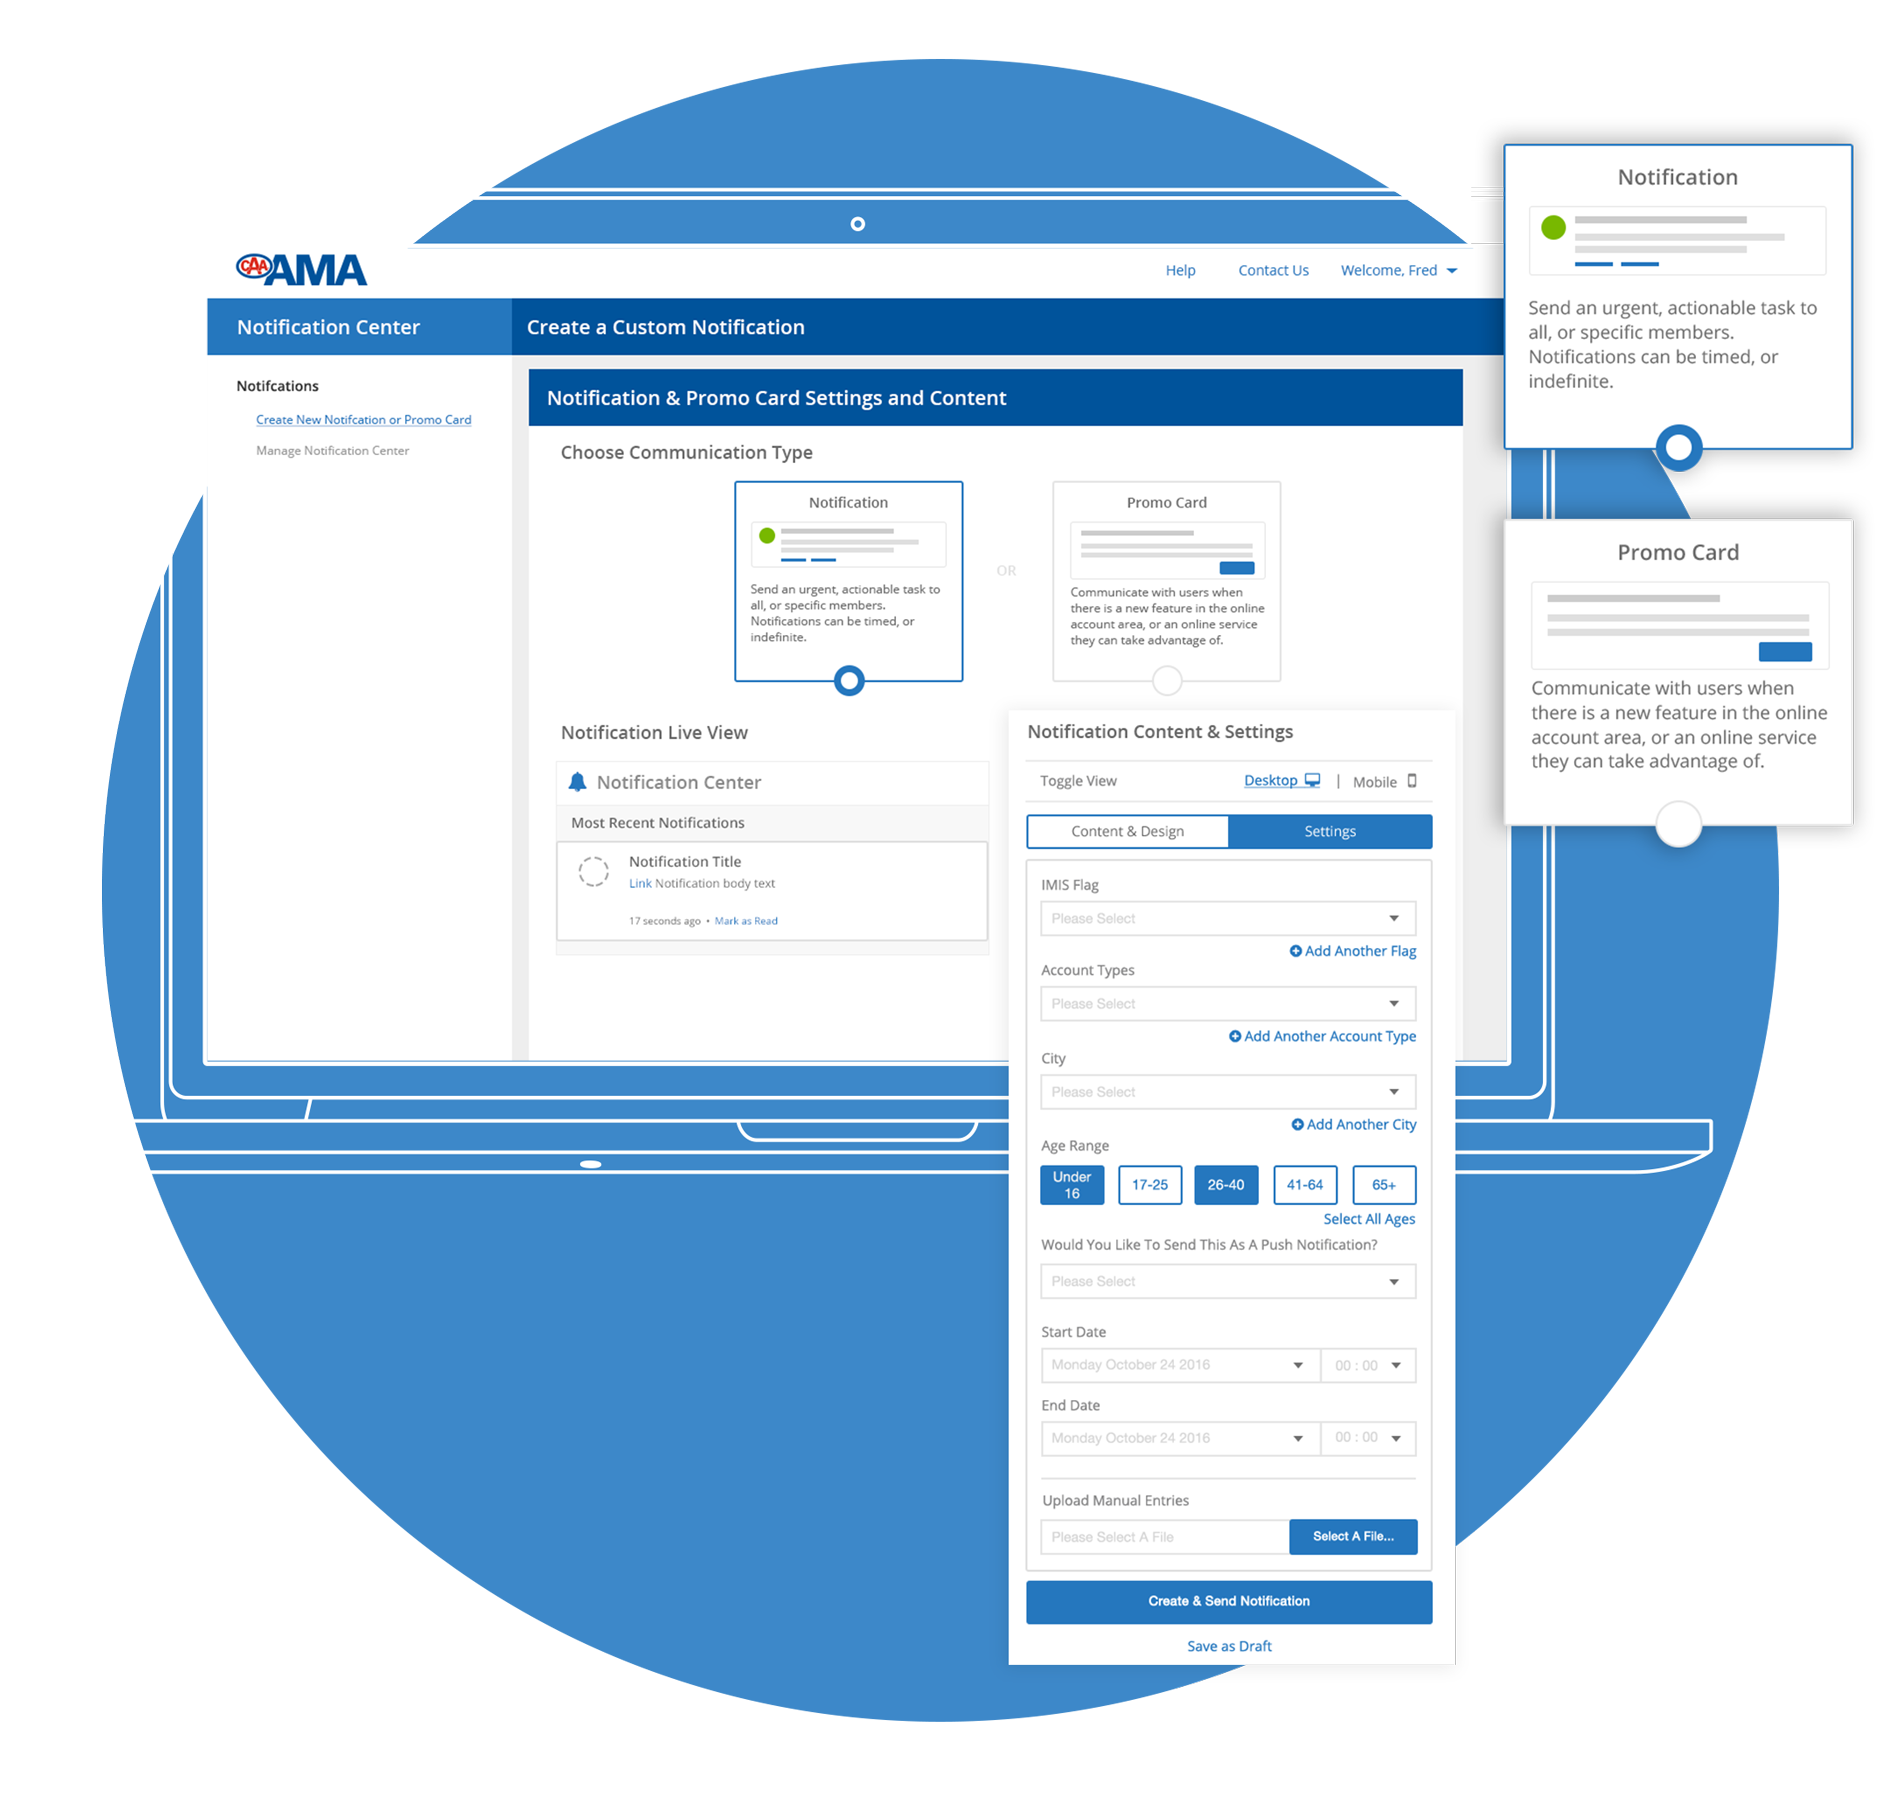 CAA AMA
Help
Contact Us
Welcome, Fred
Notification Center
Create a Custom Notification
Notifcations
Create New Notifcation or Promo Card
Manage Notification Center
Notification & Promo Card Settings and Content
Choose Communication Type
Notification
Send an urgent, actionable task to
all, or specific members.
Notifications can be timed, or
indefinite.
OR
Promo Card
Communicate with users when
there is a new feature in the online
account area, or an online service
they can take advantage of.
Notification Live View
Notification Center
Most Recent Notifications
Notification Title
Link Notification body text
17 seconds ago • Mark as Read
Notification Content & Settings
Toggle View
Desktop | Mobile
Content & Design
Settings
IMIS Flag
Please Select
Add Another Flag
Account Types
Please Select
Add Another Account Type
City
Please Select
Add Another City
Age Range
Under
16
17-25
26-40
41-64
65+
Select All Ages
Would You Like To Send This As A Push Notification?
Please Select
Start Date
Monday October 24 2016
00 : 00
End Date
Monday October 24 2016
00 : 00
Upload Manual Entries
Please Select A File
Select A File...
Create & Send Notification
Save as Draft
Notification
Send an urgent, actionable task to
all, or specific members.
Notifications can be timed, or
indefinite.
Promo Card
Communicate with users when
there is a new feature in the online
account area, or an online service
they can take advantage of.